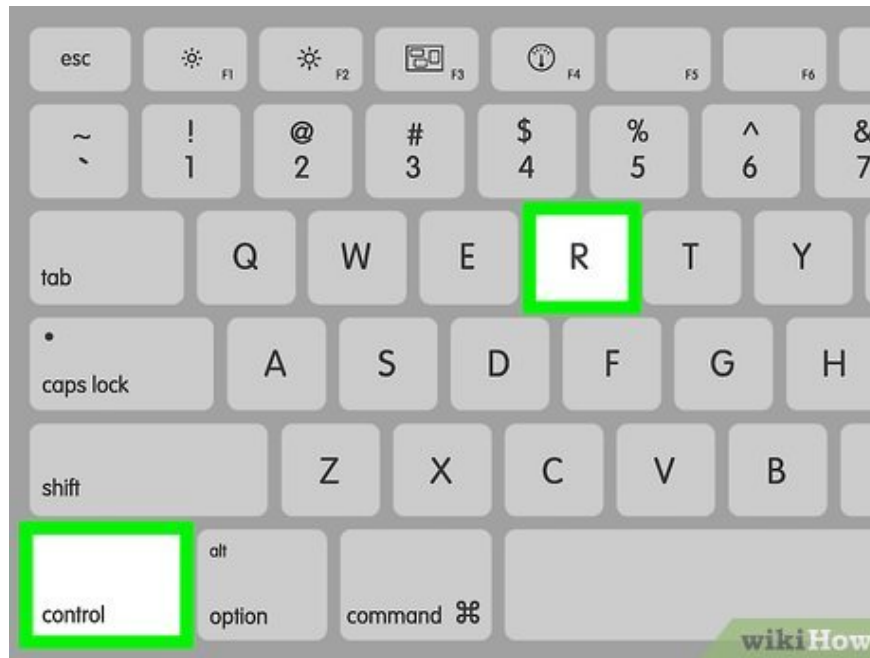 esc F1 F2 F3 F4 F5 F6
~ ! @ # $ % ^ &
` 1 2 3 4 5 6 7
tab Q W E R T Y
caps lock A S D F G H
shift Z X C V B
alt
control option command ⌘
wikiHow